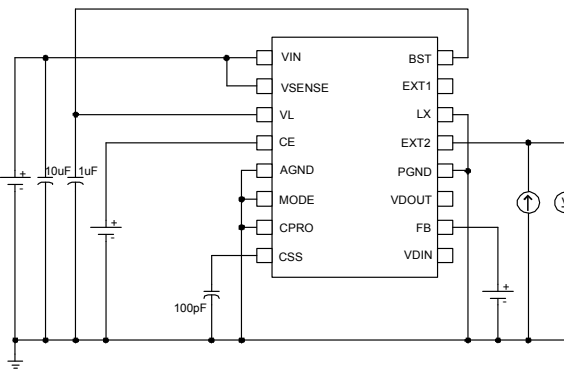 VIN
BST
VSENSE
EXT1
VL
LX
CE
EXT2
10uF
1uF
AGND
PGND
MODE
VDOUT
CPRO
FB
CSS
VDIN
100pF
+
-
+
-
+
-
V